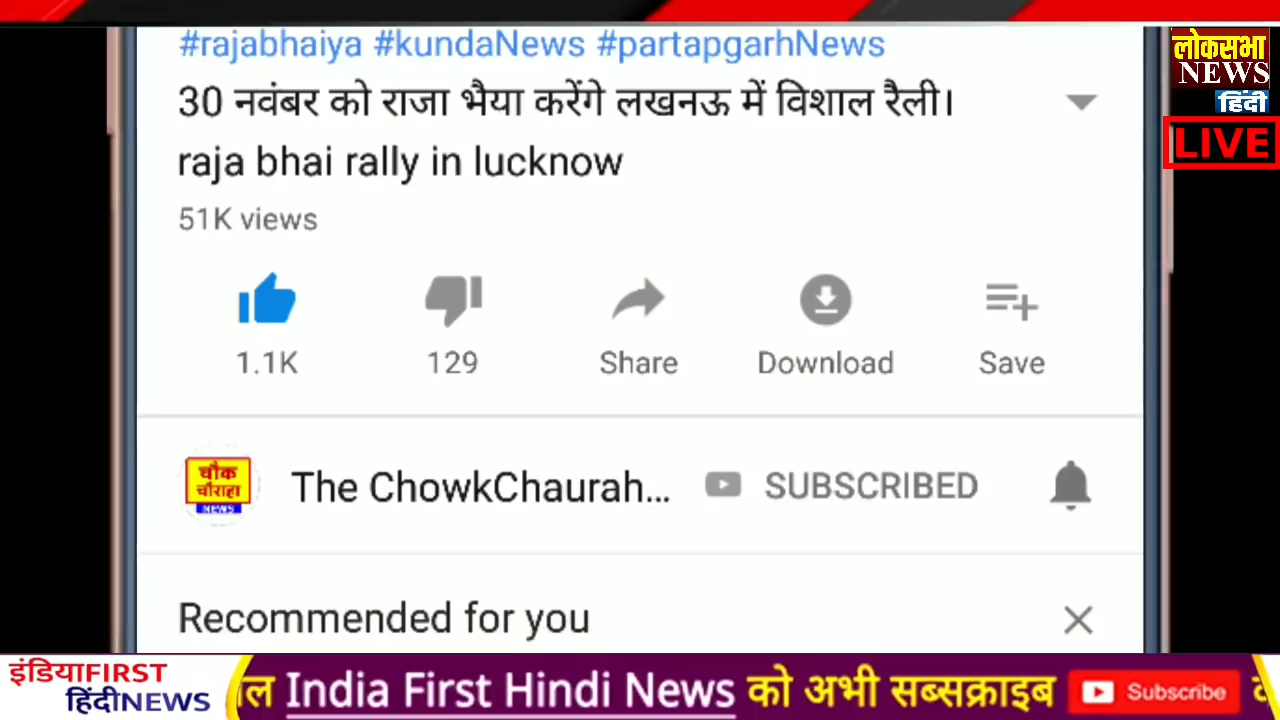 #rajabhaiya #kundaNews #partapgarhNews
लोकसभा
NEWS
हिंदी
LIVE
30 नवंबर को राजा भैया करेंगे लखनऊ में विशाल रैली।
raja bhai rally in lucknow
51K views
1.1K
129
Share
Download
Save
चौक
चौराहा
NEWS
The ChowkChaurah...
SUBSCRIBED
Recommended for you
इंडियाFIRST
हिंदीNEWS
ल India First Hindi News को अभी सब्सक्राइब
Subscribe